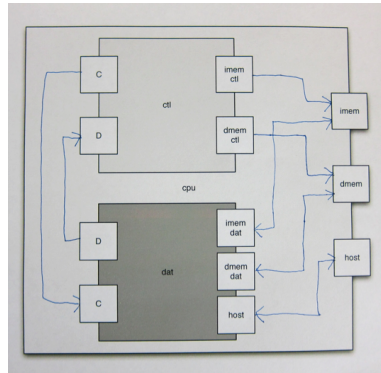 C
imem
ctl
ctl
imem
D
dmem
ctl
dmem
cpu
D
imem
dat
dat
dmem
dat
host
C
host